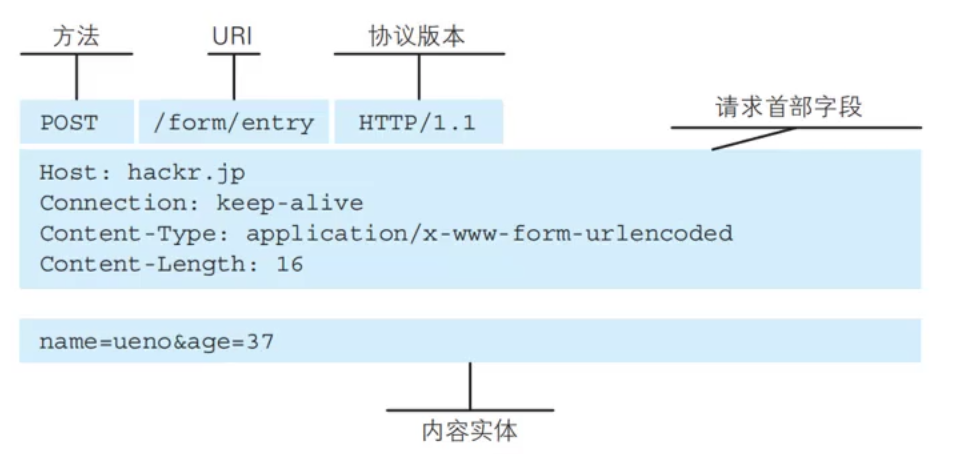 方法 URI 协议版本
请求首部字段
POST /form/entry HTTP/1.1
Host: hackr.jp
Connection: keep-alive
Content-Type: application/x-www-form-urlencoded
Content-Length: 16
name=ueno&age=37
内容实体